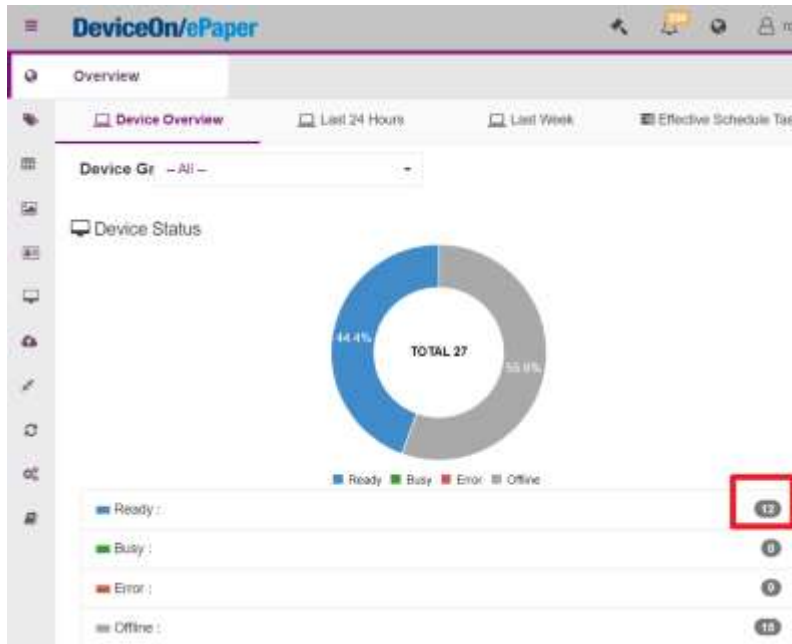 DeviceOn/ePaper
Overview
Device Overview
Last 24 Hours
Last Week
Effective Schedule Tas
Device Gr
-- All --
Device Status
44.4%
TOTAL 27
55.6%
Ready
Busy
Error
Offline
Ready :
12
Busy :
0
Error :
0
Offline :
15